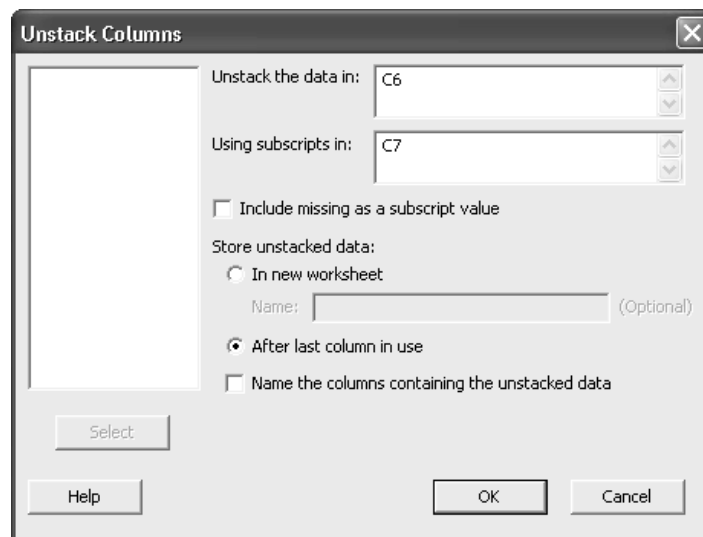 Unstack Columns
Unstack the data in: C6
Using subscripts in: C7
Include missing as a subscript value
Store unstacked data:
In new worksheet
Name: (Optional)
After last column in use
Name the columns containing the unstacked data
Select
Help OK Cancel